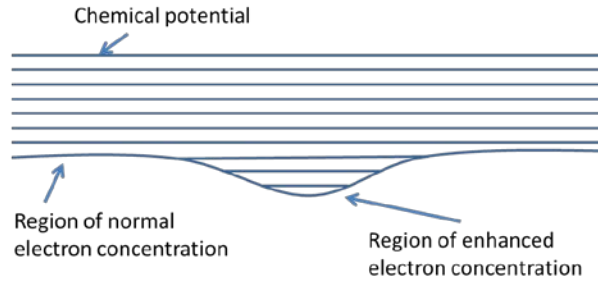 Chemical potential
Region of normal
electron concentration
Region of enhanced
electron concentration